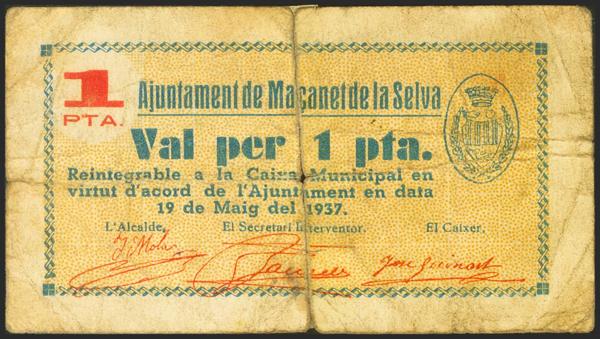 1
PTA.
Ajuntament de Maçanet de la Selva
Val per 1 pta.
Reintegrable a la Caixa Municipal en
virtut d'acord de l'Ajuntament en data
19 de Maig del 1937.
L'Alcalde, El Secretari Interventor. El Caixer,